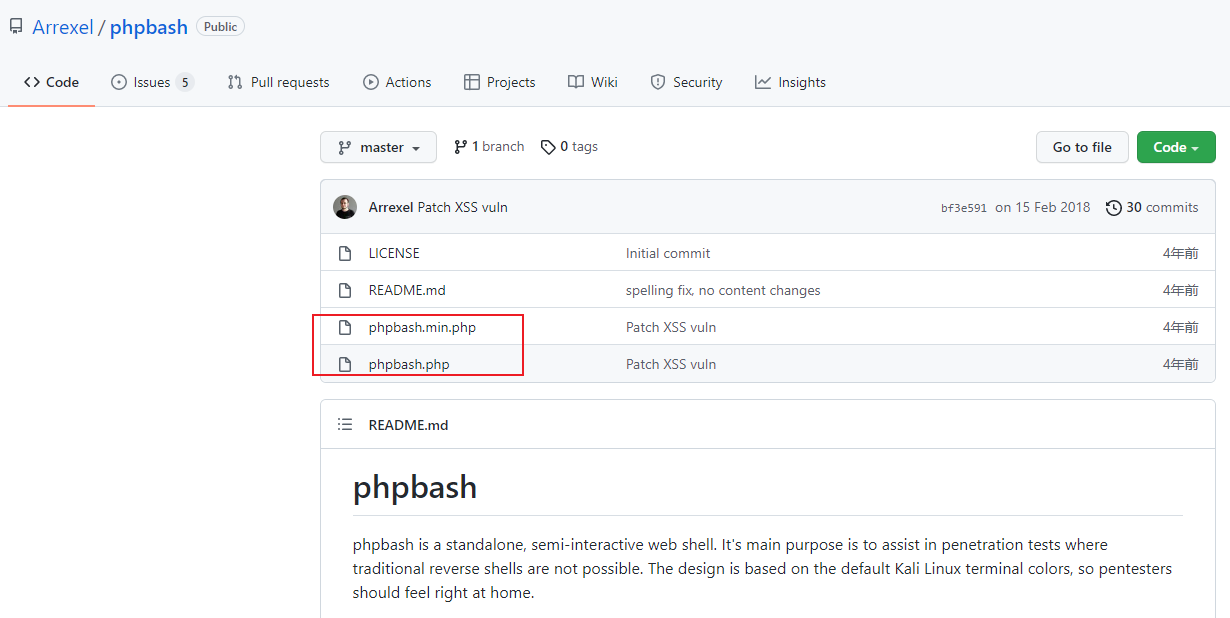 Arrexel / phpbash Public
Code Issues 5 Pull requests Actions Projects Wiki Security Insights
master 1 branch 0 tags Go to file Code
Arrexel Patch XSS vuln bf3e591 on 15 Feb 2018 30 commits
LICENSE Initial commit 4年前
README.md spelling fix, no content changes 4年前
phpbash.min.php Patch XSS vuln 4年前
phpbash.php Patch XSS vuln 4年前
README.md
phpbash
phpbash is a standalone, semi-interactive web shell. It's main purpose is to assist in penetration tests where
traditional reverse shells are not possible. The design is based on the default Kali Linux terminal colors, so pentesters
should feel right at home.